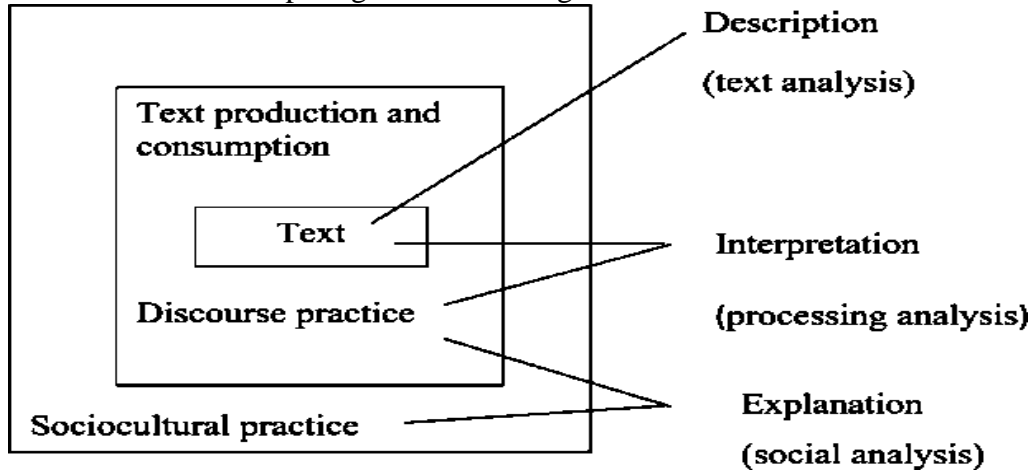 Description
(text analysis)
Text production and
consumption
Text
Interpretation
Discourse practice
(processing analysis)
Explanation
Sociocultural practice
(social analysis)